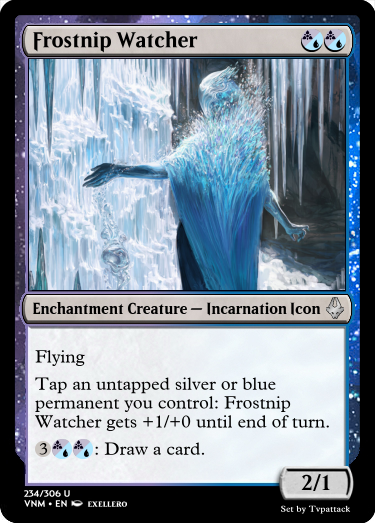 Frostnip Watcher
Enchantment Creature — Incarnation Icon
Flying
Tap an untapped silver or blue
permanent you control: Frostnip
Watcher gets +1/+0 until end of turn.
3: Draw a card.
2/1
234/306 U
VNM • EN EXELLERO
Set by Tvpattack